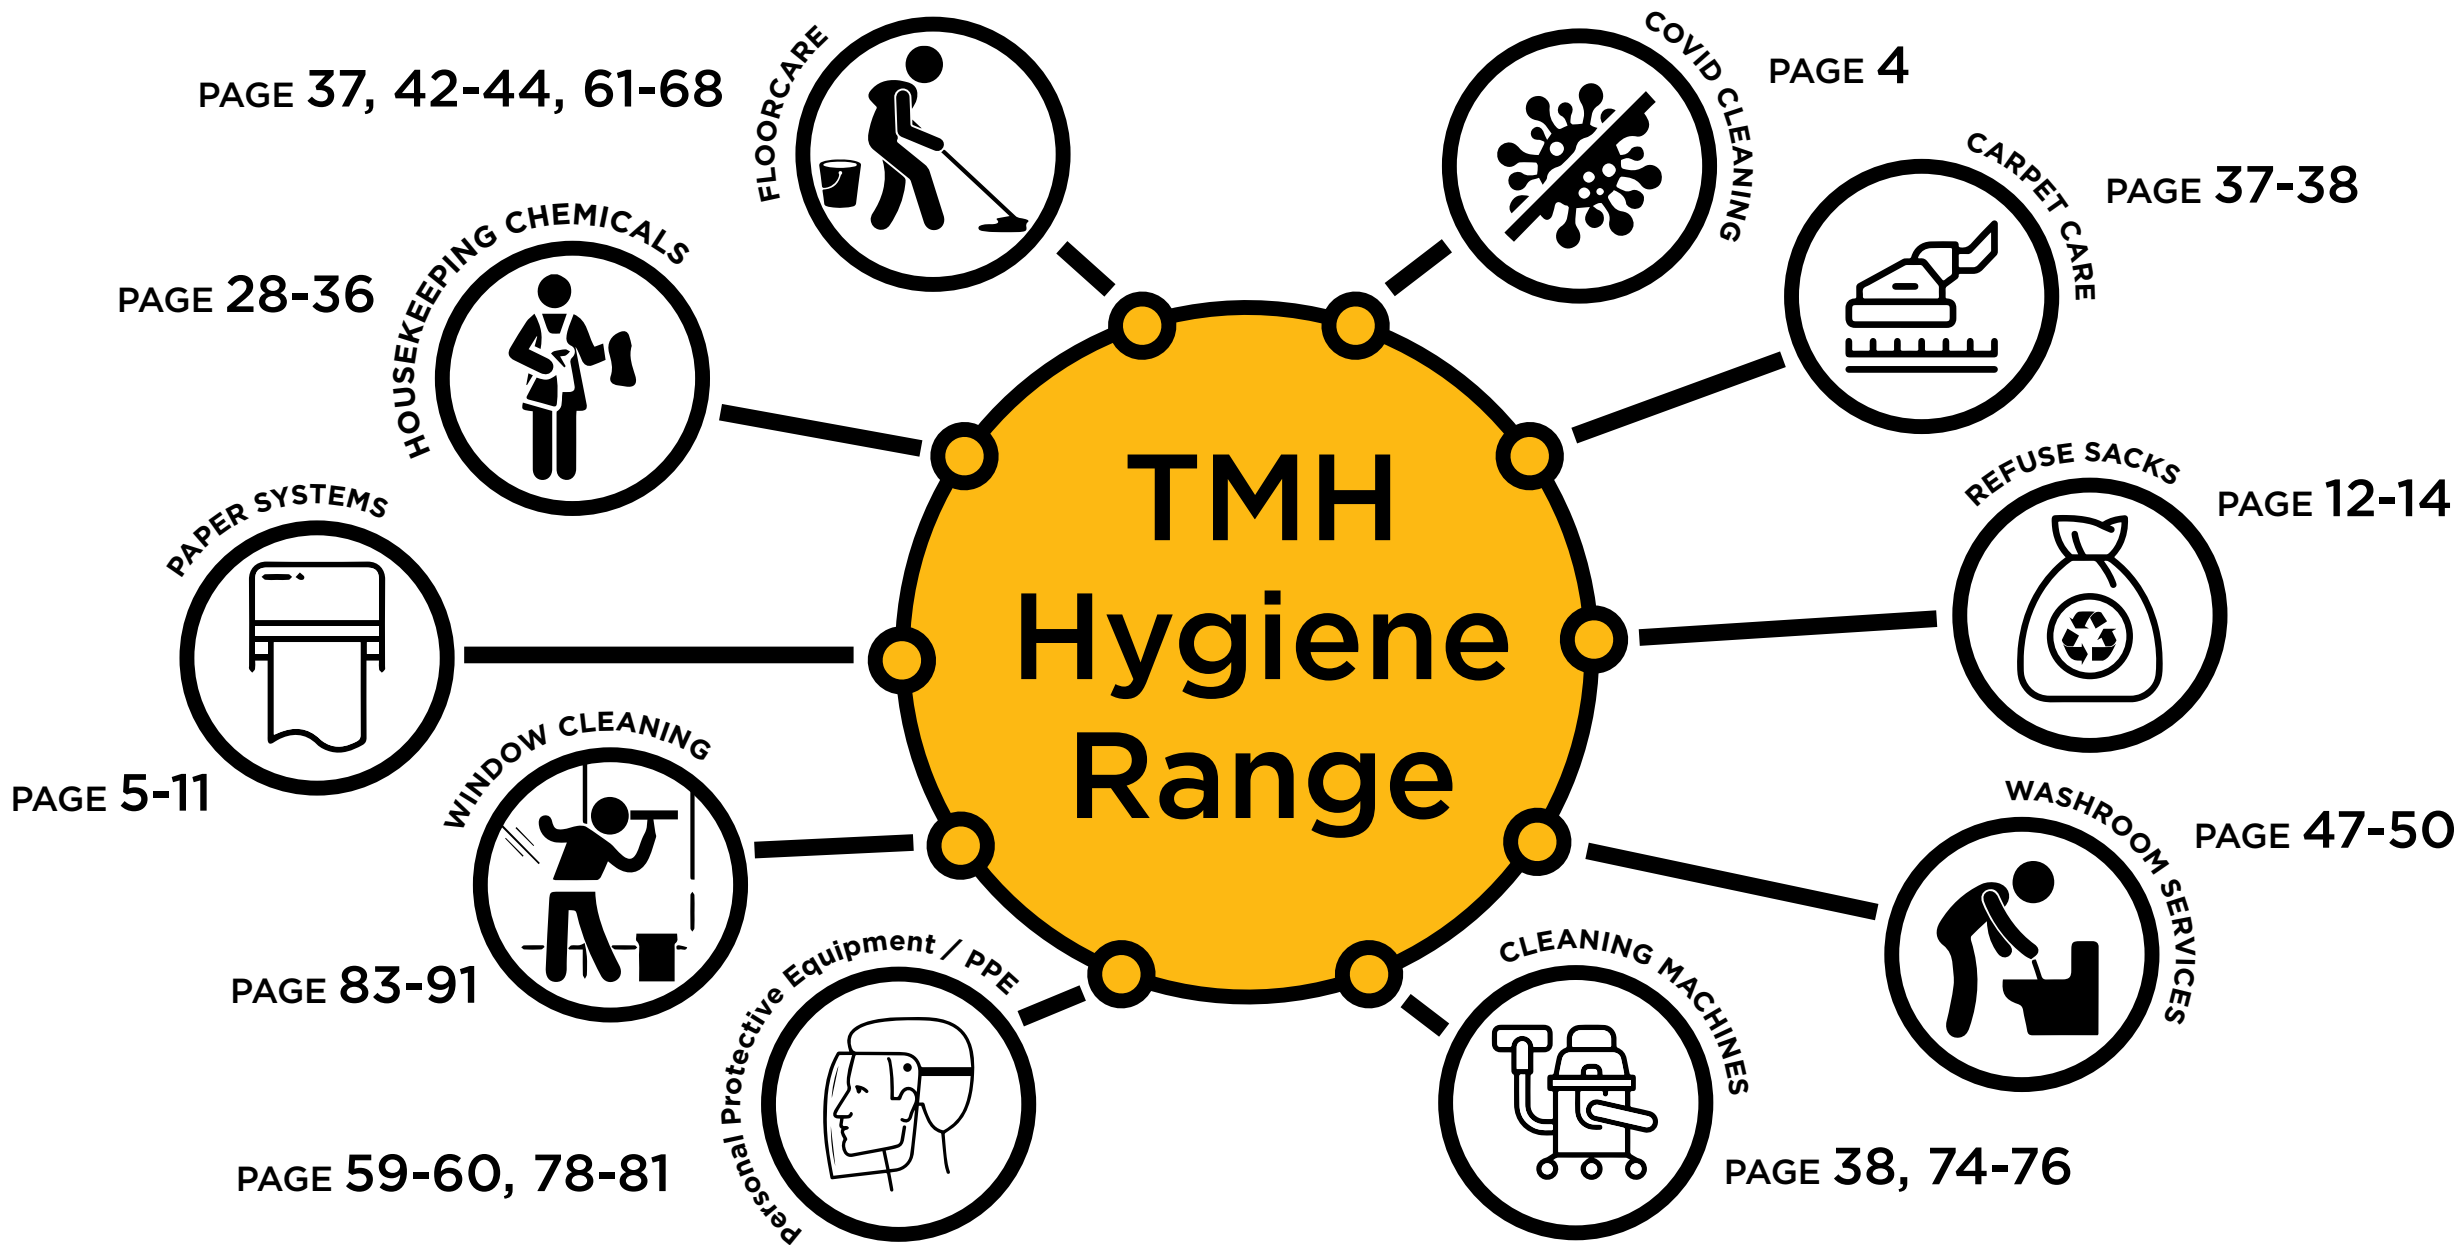 FLOORCARE
PAGE 37, 42-44, 61-68
COVID CLEANING
PAGE 4
CARPET CARE
PAGE 37-38
HOUSEKEEPING CHEMICALS
PAGE 28-36
REFUSE SACKS
PAGE 12-14
PAPER SYSTEMS
PAGE 5-11
TMH
Hygiene
Range
WINDOW CLEANING
PAGE 83-91
WASHROOM SERVICES
PAGE 47-50
Personal Protective Equipment / PPE
PAGE 59-60, 78-81
CLEANING MACHINES
PAGE 38, 74-76